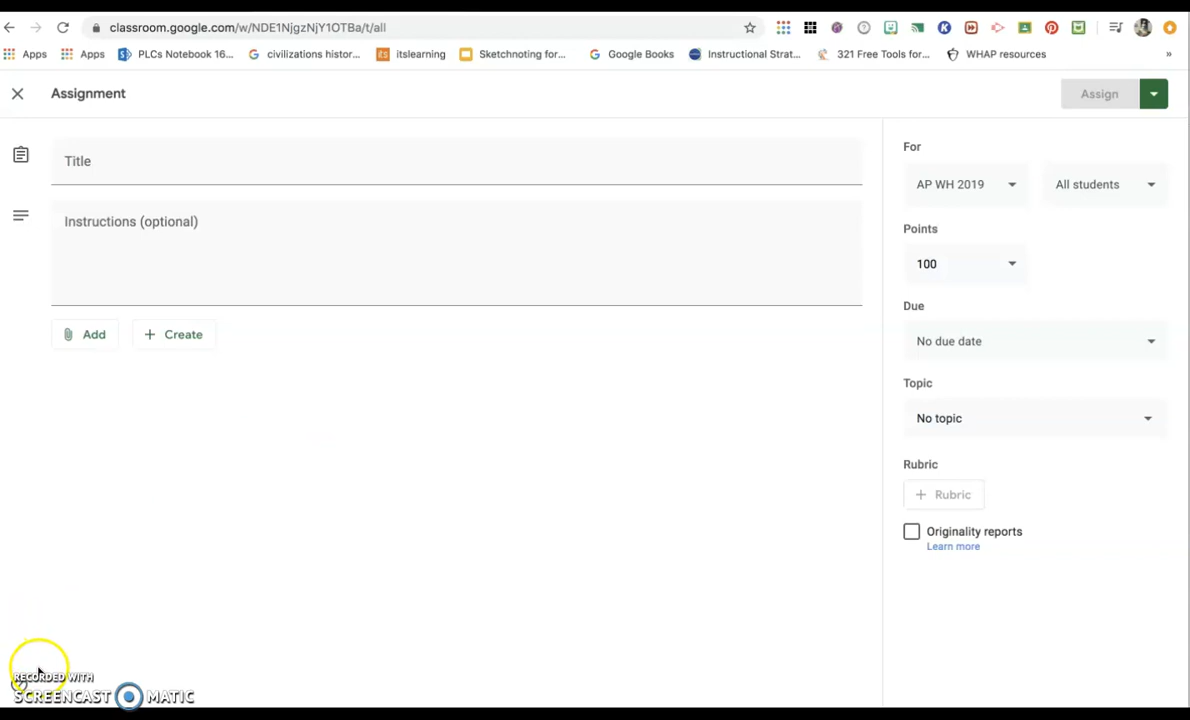 classroom.google.com/w/NDE1NjgzNjY1OTBa/t/all
Apps Apps PLCs Notebook 16... civilizations histor... itslearning Sketchnoting for... Google Books Instructional Strat... 321 Free Tools for... WHAP resources »
Assignment Assign
Title
Instructions (optional)
Add + Create
For
AP WH 2019 All students
Points
100
Due
No due date
Topic
No topic
Rubric
+ Rubric
Originality reports
Learn more
RECORDED WITH
SCREENCAST MATIC